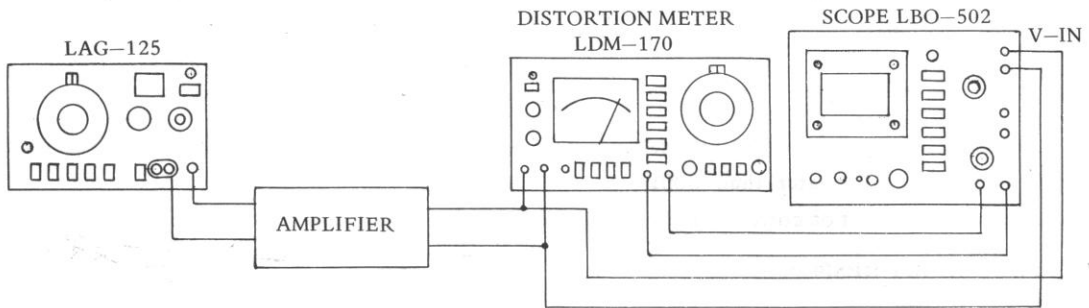 DISTORTION METER
LDM–170
SCOPE LBO–502
V–IN
LAG–125
AMPLIFIER